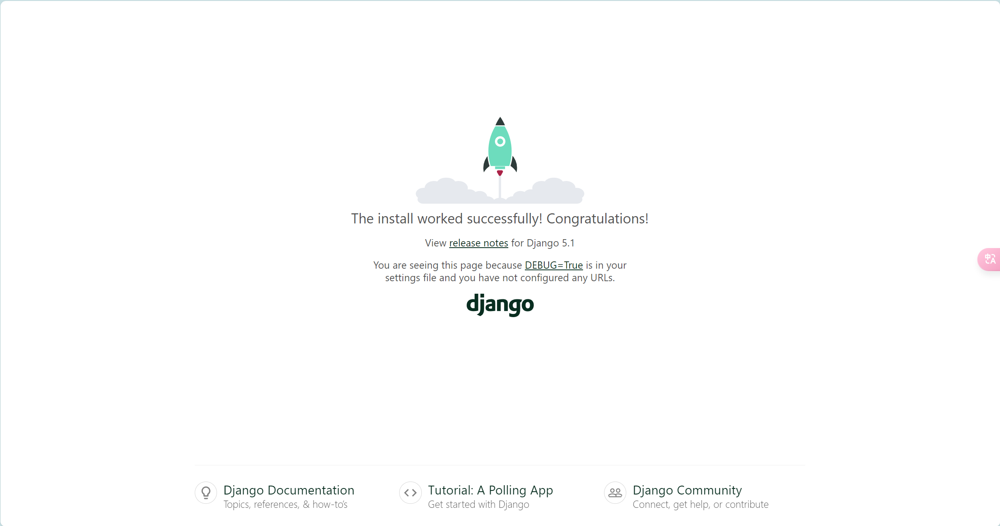 The install worked successfully! Congratulations!
View release notes for Django 5.1
You are seeing this page because DEBUG=True is in your
settings file and you have not configured any URLs.
django
中A
Django Documentation
Topics, references, & how-to’s
Tutorial: A Polling App
Get started with Django
Django Community
Connect, get help, or contribute